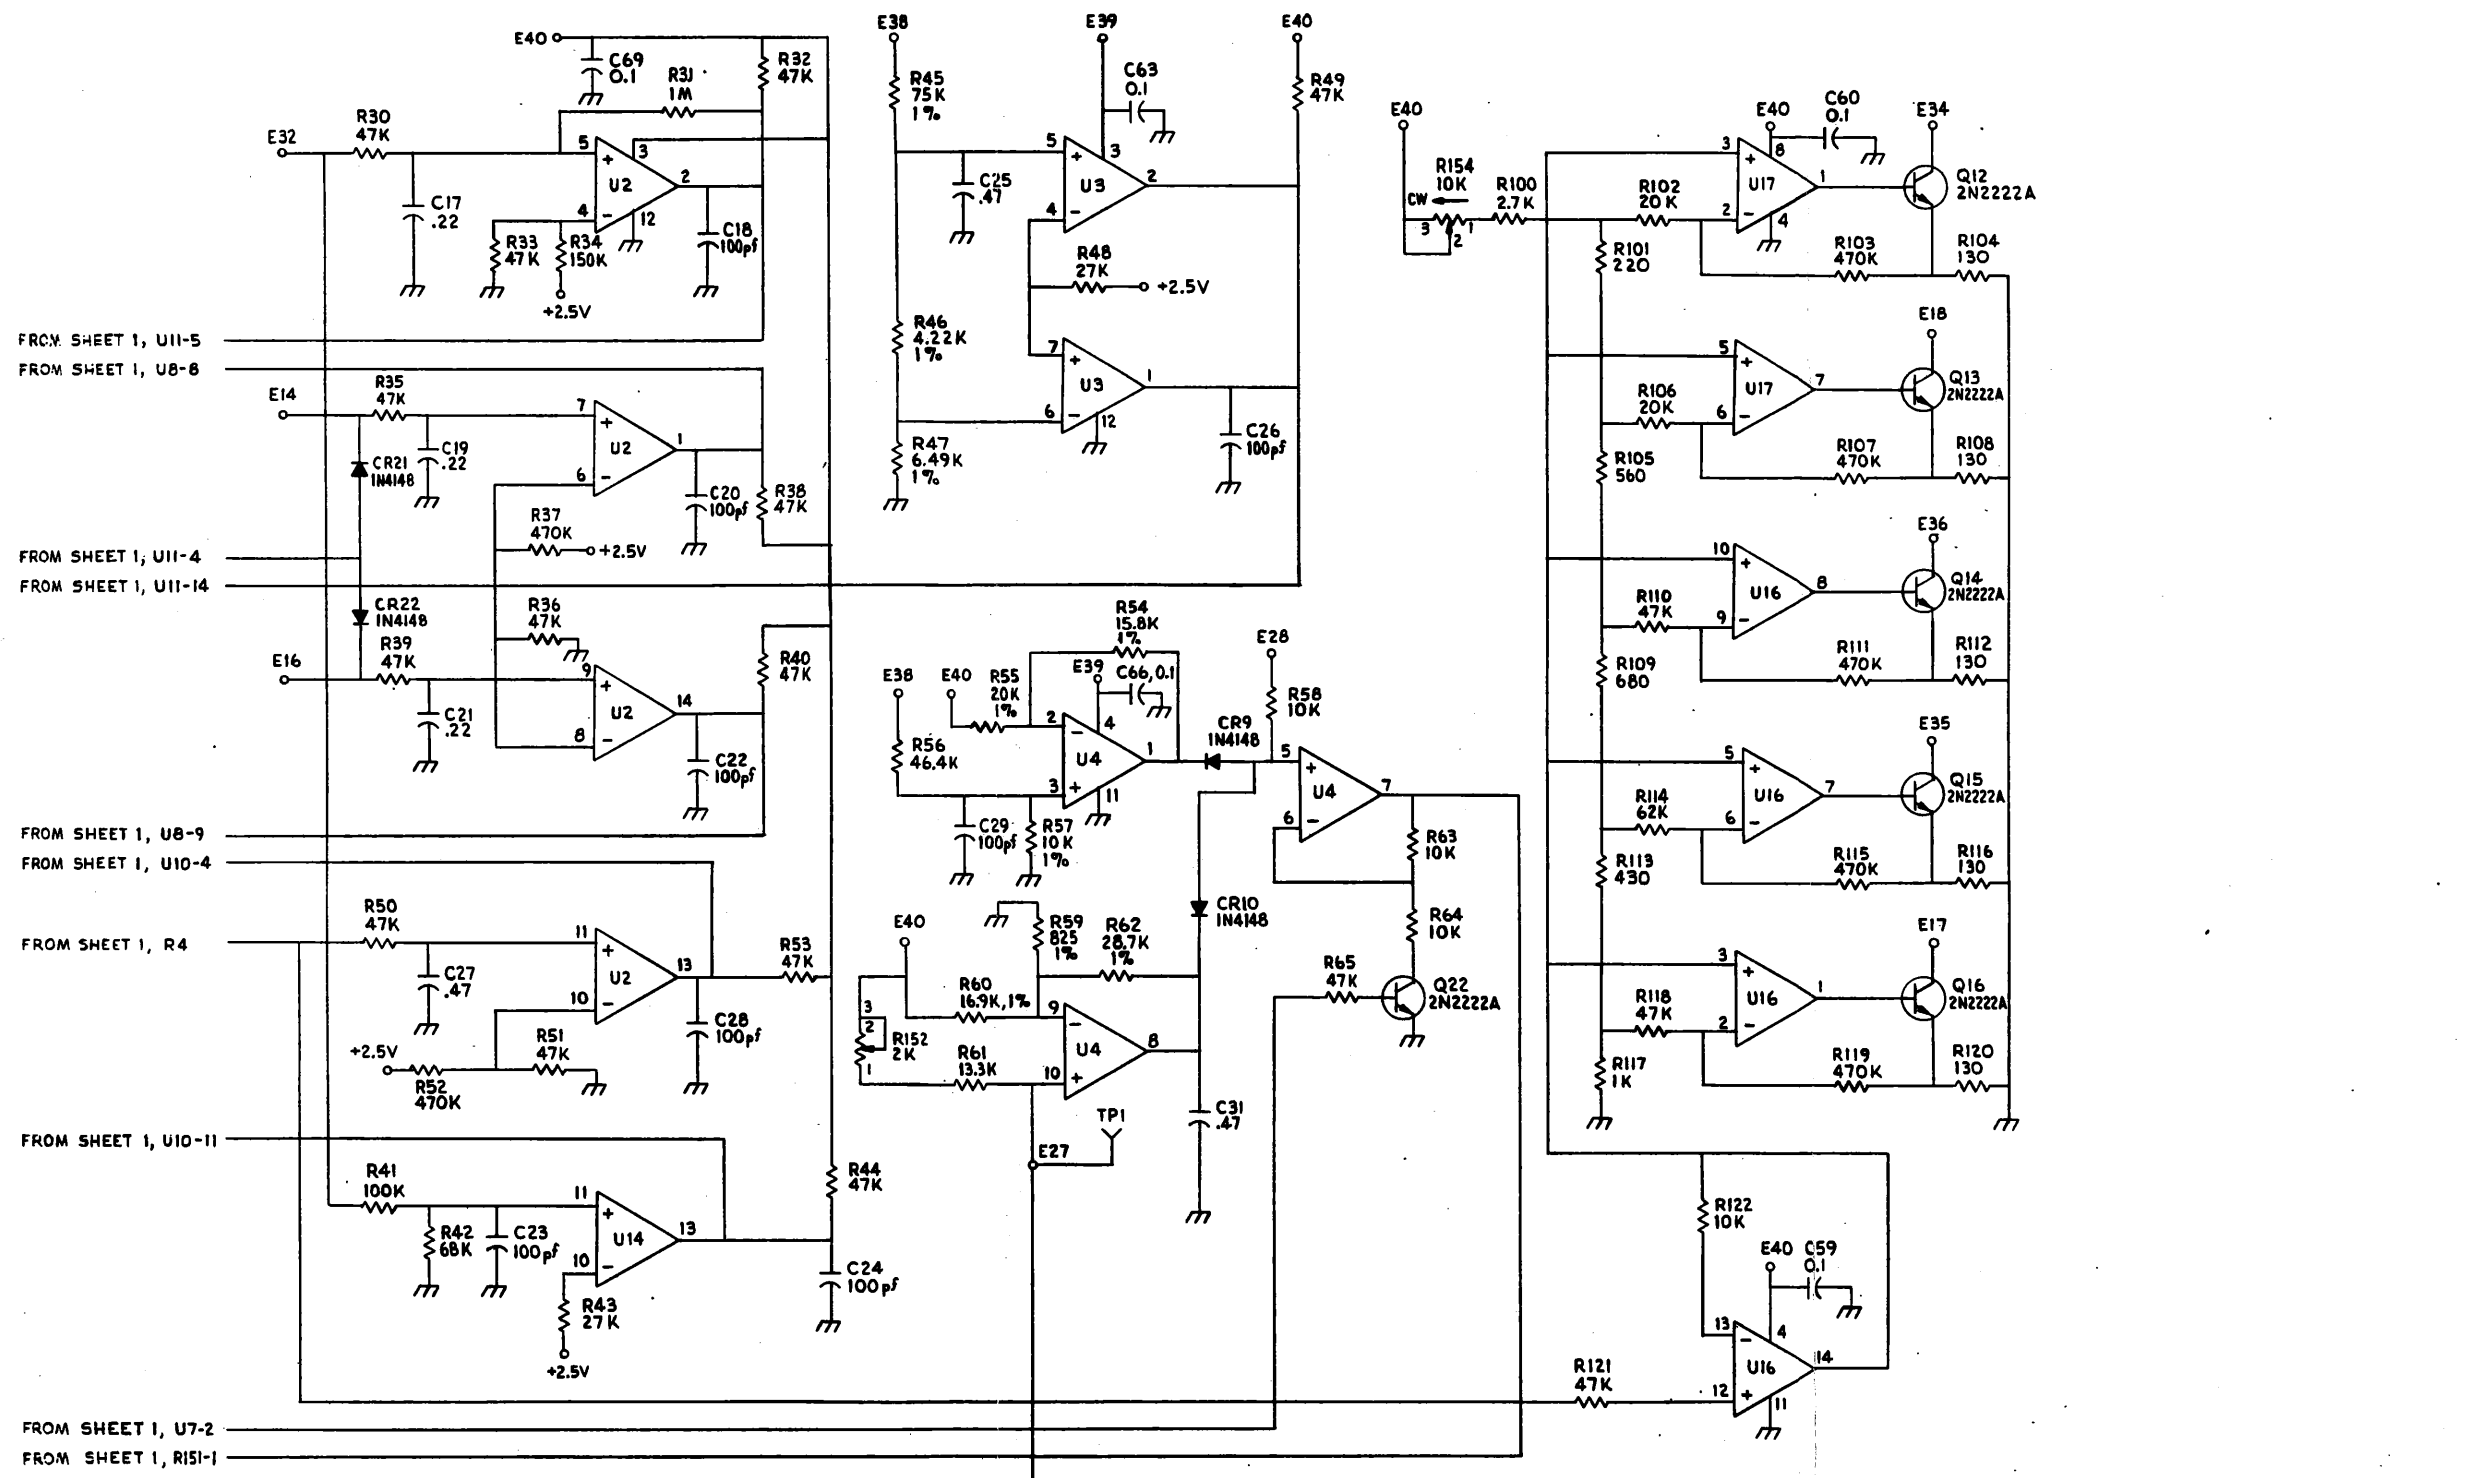 E40
C69
0.1
R31
1M
R32
47K
R30
47K
E32
5
+
3
U2
2
4
−
12
C17
.22
R33
47K
R34
150K
+2.5V
C18
100pf
FROM SHEET 1, U11-5
FROM SHEET 1, U8-8
E14
R35
47K
7
+
U2
1
6
−
CR21
1N4148
C19
.22
C20
100pf
R38
47K
R37
470K
+2.5V
FROM SHEET 1, U11-4
FROM SHEET 1, U11-14
CR22
1N4148
R36
47K
E16
R39
47K
9
+
U2
14
8
−
R40
47K
C21
.22
C22
100pf
FROM SHEET 1, U8-9
FROM SHEET 1, U10-4
FROM SHEET 1, R4
R50
47K
11
+
U2
13
10
−
R53
47K
C27
.47
C28
100pf
+2.5V
R52
470K
R51
47K
FROM SHEET 1, U10-11
R41
100K
11
+
U14
13
10
−
R42
68K
C23
100pf
R43
27K
+2.5V
R44
47K
C24
100pf
FROM SHEET 1, U7-2
FROM SHEET 1, R151-1
E38
E39
E40
R45
75K
1%
C63
0.1
R49
47K
5
+
3
U3
2
4
−
C25
.47
R48
27K
+2.5V
R46
4.22K
1%
7
+
U3
1
6
−
12
R47
6.49K
1%
C26
100pf
R54
15.8K
1%
E38
E40
R55
20K
1%
E39
C66, 0.1
E28
R58
10K
2
−
4
U4
1
3
+
11
R56
46.4K
CR9
1N4148
5
+
U4
7
6
−
C29
100pf
R57
10K
1%
R63
10K
R64
10K
CR10
1N4148
E40
R59
825
1%
R62
28.7K
1%
R60
16.9K, 1%
9
−
U4
8
10
+
3
2
R152
2K
1
R61
13.3K
R65
47K
Q22
2N2222A
TP1
E27
C31
.47
E40
R154
10K
CW
3
2
1
R100
2.7K
R101
220
R102
20K
3
+
E40
8
C60
0.1
U17
1
2
−
4
E34
Q12
2N2222A
R103
470K
R104
130
E18
5
+
U17
7
6
−
R106
20K
Q13
2N2222A
R105
560
R107
470K
R108
130
E36
10
+
U16
8
9
−
R110
47K
Q14
2N2222A
R109
680
R111
470K
R112
130
E35
5
+
U16
7
6
−
R114
62K
Q15
2N2222A
R113
430
R115
470K
R116
130
E17
3
+
U16
1
2
−
R118
47K
Q16
2N2222A
R117
1K
R119
470K
R120
130
R122
10K
E40
C59
0.1
13
−
4
U16
14
12
+
11
R121
47K